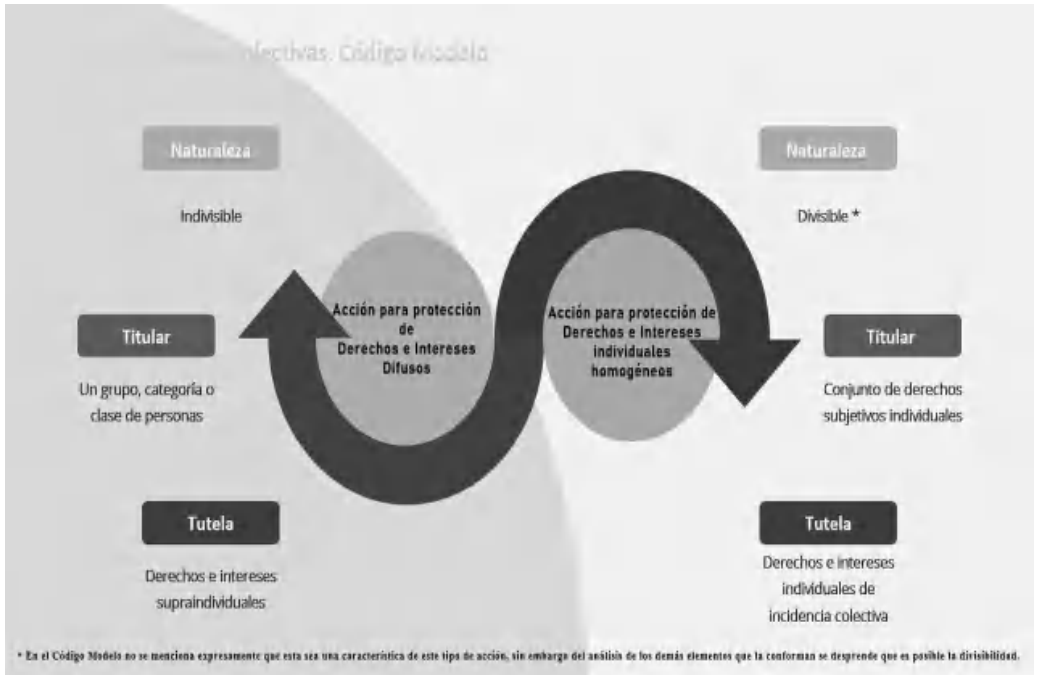 olectivas. Código Modelo
Naturaleza
Indivisible
Titular
Un grupo, categoría o
clase de personas
Tutela
Derechos e intereses
supraindividuales
Acción para protección
de
Derechos e Intereses
Difusos
Acción para protección de
Derechos e Intereses
individuales
homogéneos
Naturaleza
Divisible *
Titular
Conjunto de derechos
subjetivos individuales
Tutela
Derechos e intereses
individuales de
incidencia colectiva
* En el Código Modelo no se menciona expresamente que esta sea una característica de este tipo de acción, sin embargo del análisis de los demás elementos que la conforman se desprende que es posible la divisibilidad.